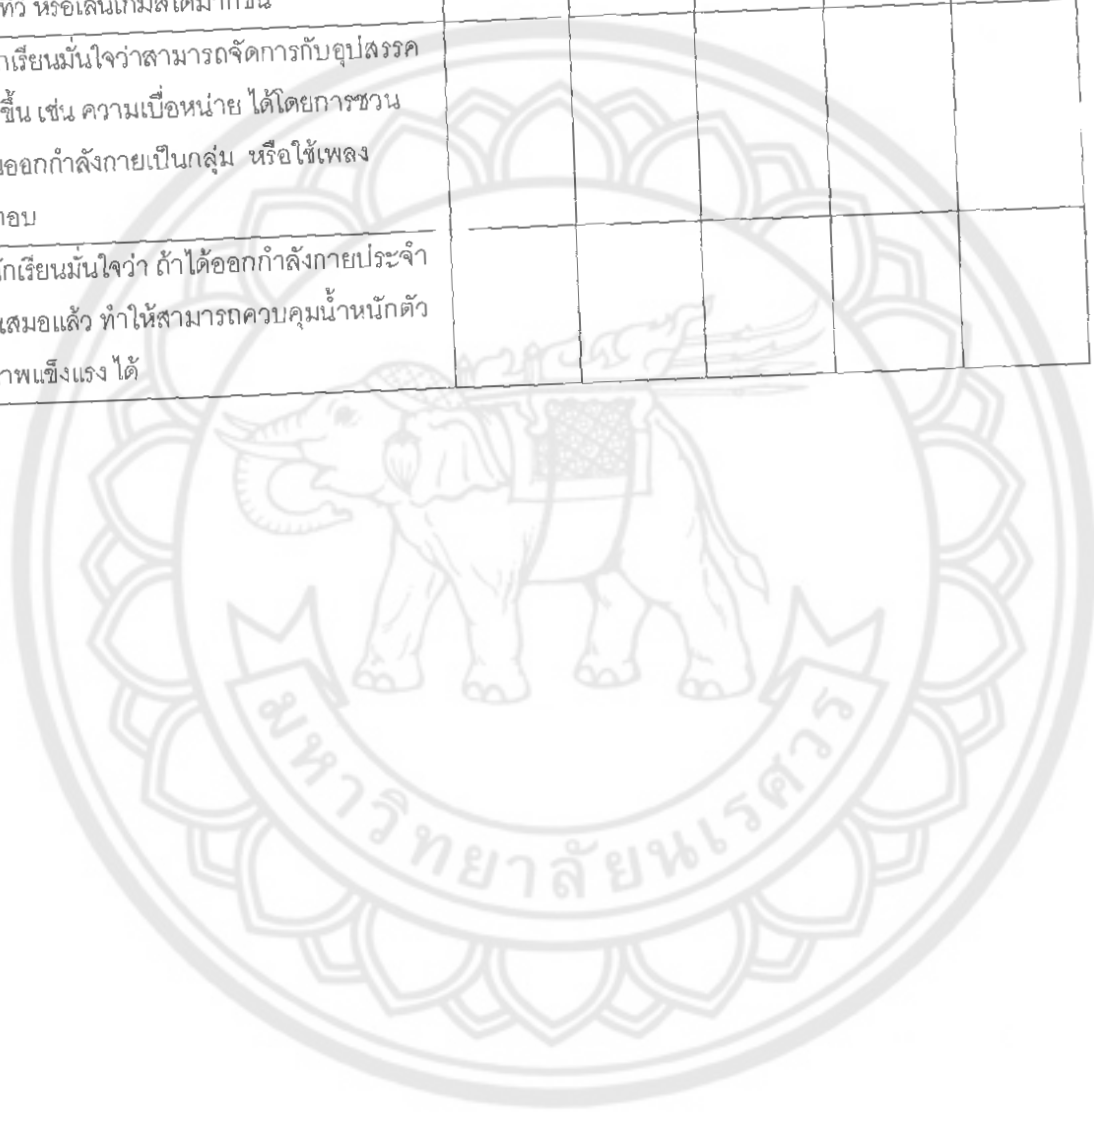 ทัว หรือเล่นเกมส์ได้มากขึ้น
กเรียนมั่นใจว่าสามารถจัดการกับอุปสรรค
ขึ้น เช่น ความเบื่อหน่าย ได้โดยการชวน
ออกกำลังกายเป็นกลุ่ม หรือใช้เพลง
กอบ
ักเรียนมั่นใจว่า ถ้าได้ออกกำลังกายประจำ
เสมอแล้ว ทำให้สามารถควบคุมน้ำหนักตัว
าพแข็งแรง ได้
มหาวิทยาลัยนเรศวร